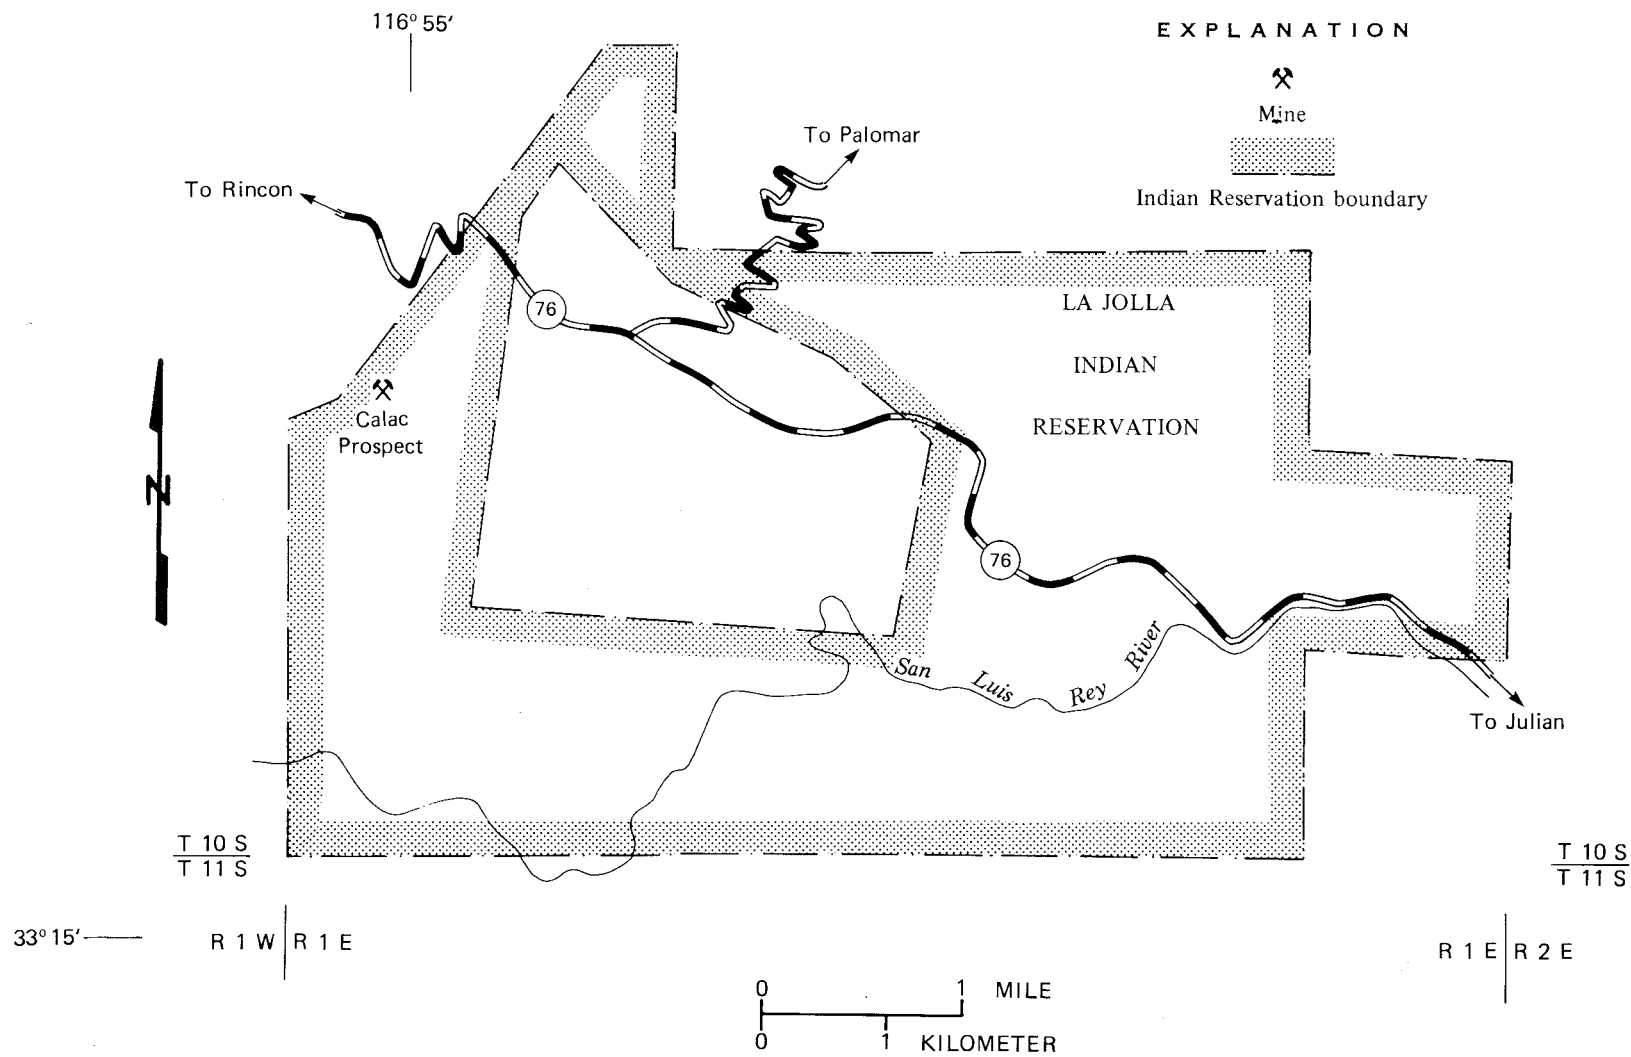 116° 55'
EXPLANATION
Mine
Indian Reservation boundary
To Palomar
To Rincon
76
LA JOLLA
INDIAN
RESERVATION
Calac
Prospect
N
76
San Luis Rey River
To Julian
T 10 S
T 11 S
T 10 S
T 11 S
33° 15'
R 1 W R 1 E
R 1 E R 2 E
0 1 MILE
0 1 KILOMETER